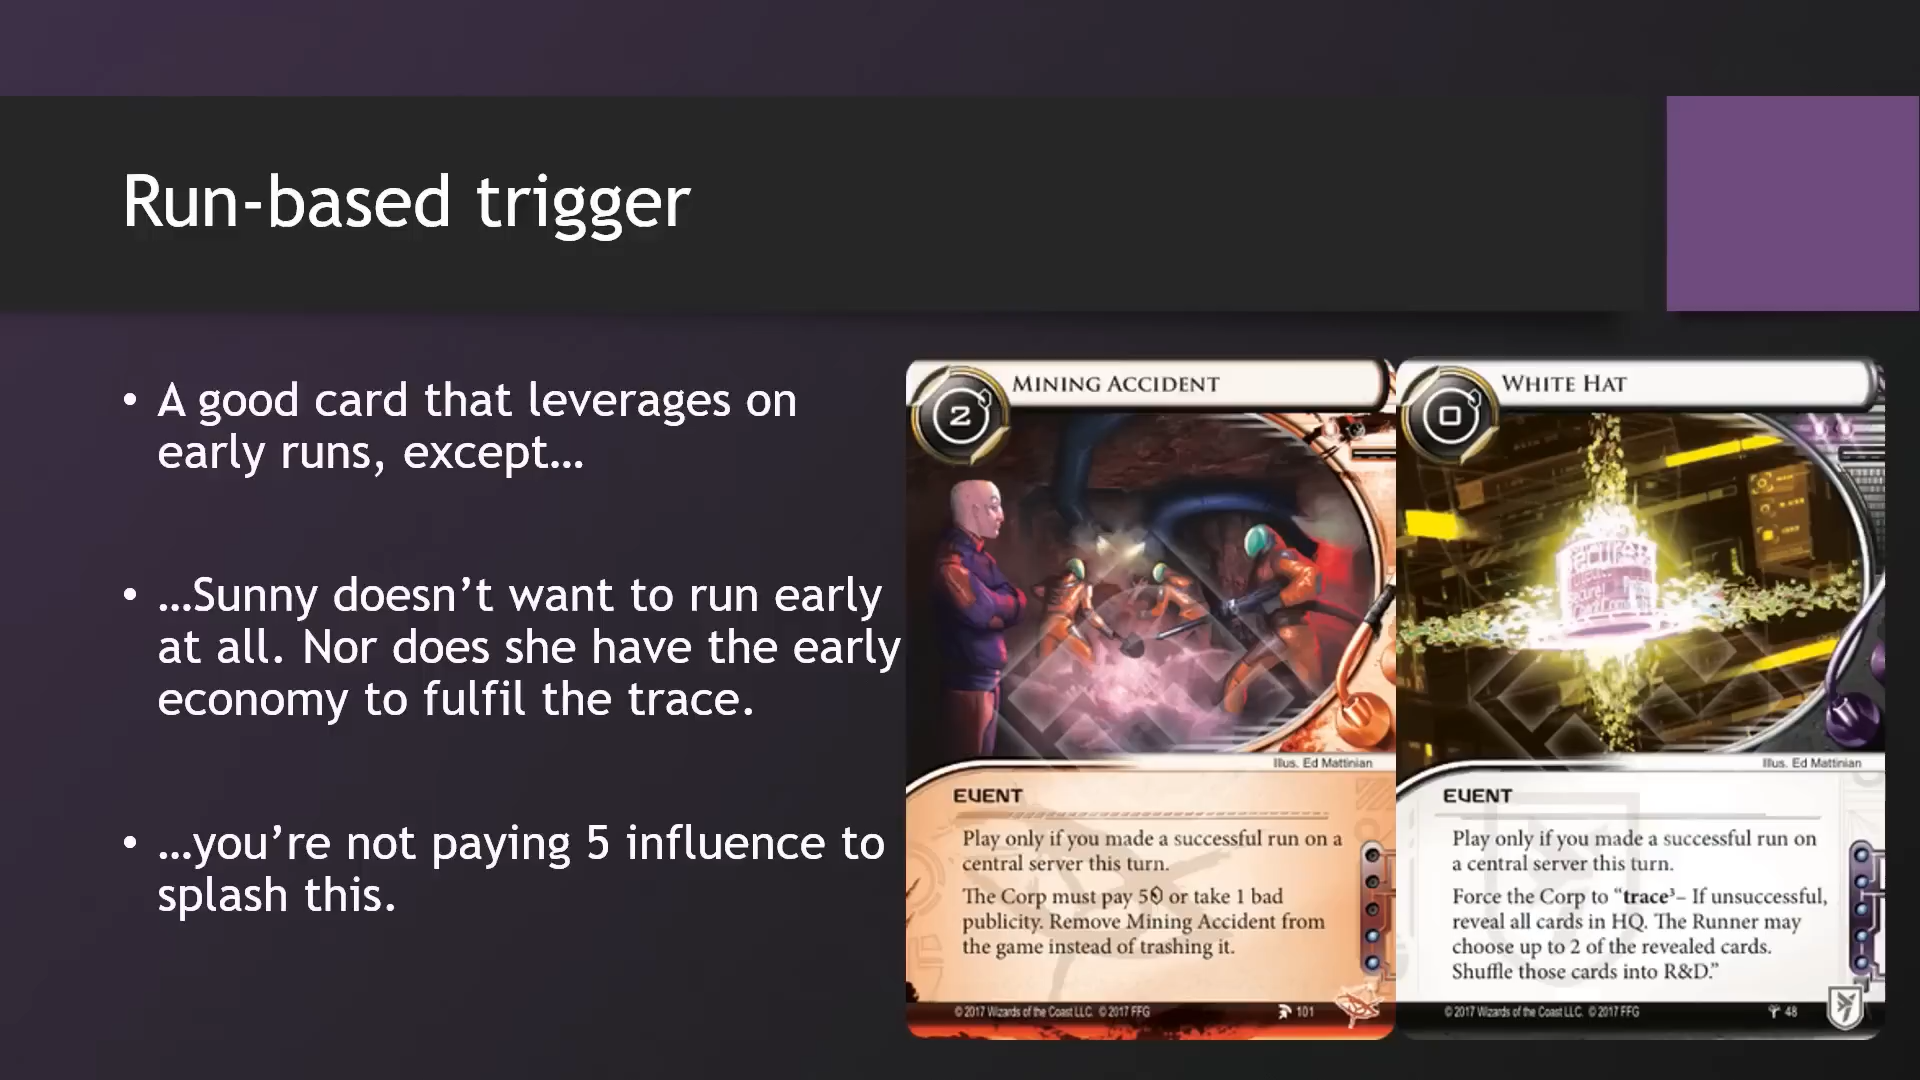 Run-based trigger
• A good card that leverages on
early runs, except…
• …Sunny doesn’t want to run early
at all. Nor does she have the early
economy to fulfil the trace.
• …you’re not paying 5 influence to
splash this.
2
MINING ACCIDENT
Illus. Ed Mattinian
EVENT
Play only if you made a successful run on a
central server this turn.
The Corp must pay 5 or take 1 bad
publicity. Remove Mining Accident from
the game instead of trashing it.
© 2017 Wizards of the Coast LLC. © 2017 FFG
101
0
WHITE HAT
secure
Illus. Ed Mattinian
EVENT
Play only if you made a successful run on
a central server this turn.
Force the Corp to “trace³– If unsuccessful,
reveal all cards in HQ. The Runner may
choose up to 2 of the revealed cards.
Shuffle those cards into R&D.”
© 2017 Wizards of the Coast LLC. © 2017 FFG
48